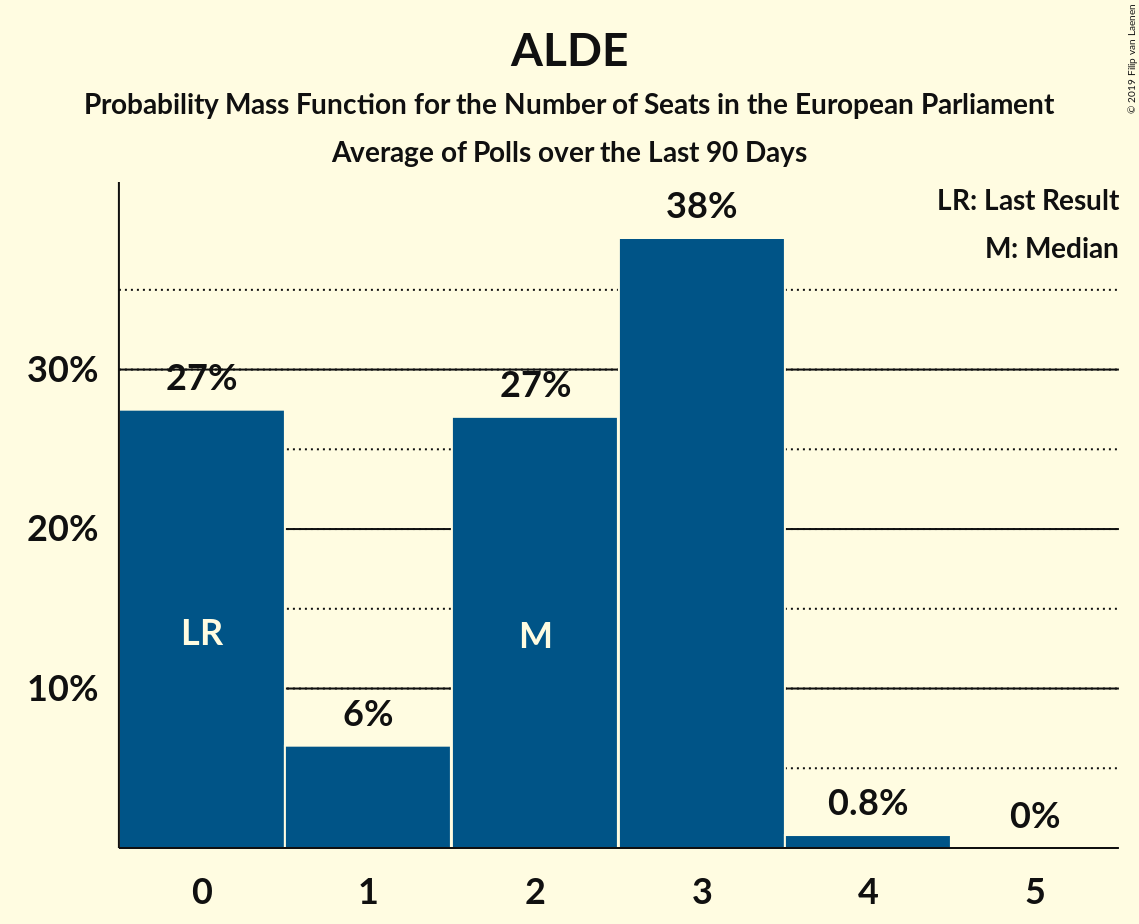 ALDE
Probability Mass Function for the Number of Seats in the European Parliament
Average of Polls over the Last 90 Days
© 2019 Filip van Laenen
LR: Last Result
M: Median
38%
30%
27%
27%
20%
LR
M
10%
6%
0.8%
0%
0 1 2 3 4 5